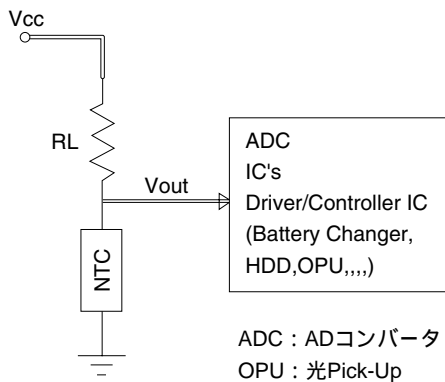 Vcc
RL
Vout
NTC
ADC
IC's
Driver/Controller IC
(Battery Changer,
HDD,OPU,,,,)
ADC：ADコンバータ
OPU：光Pick-Up